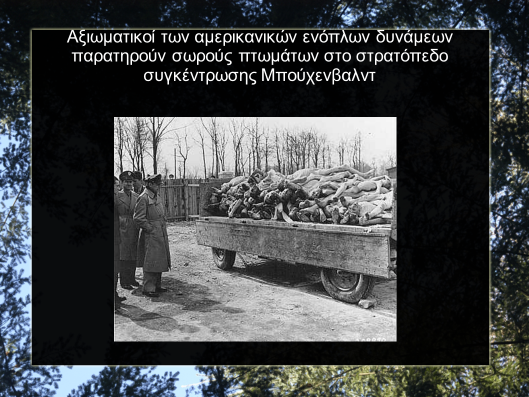 Αξιωματικοί των αμερικανικών ενόπλων δυνάμεων
παρατηρούν σωρούς πτωμάτων στο στρατόπεδο
συγκέντρωσης Μπούχενβαλντ